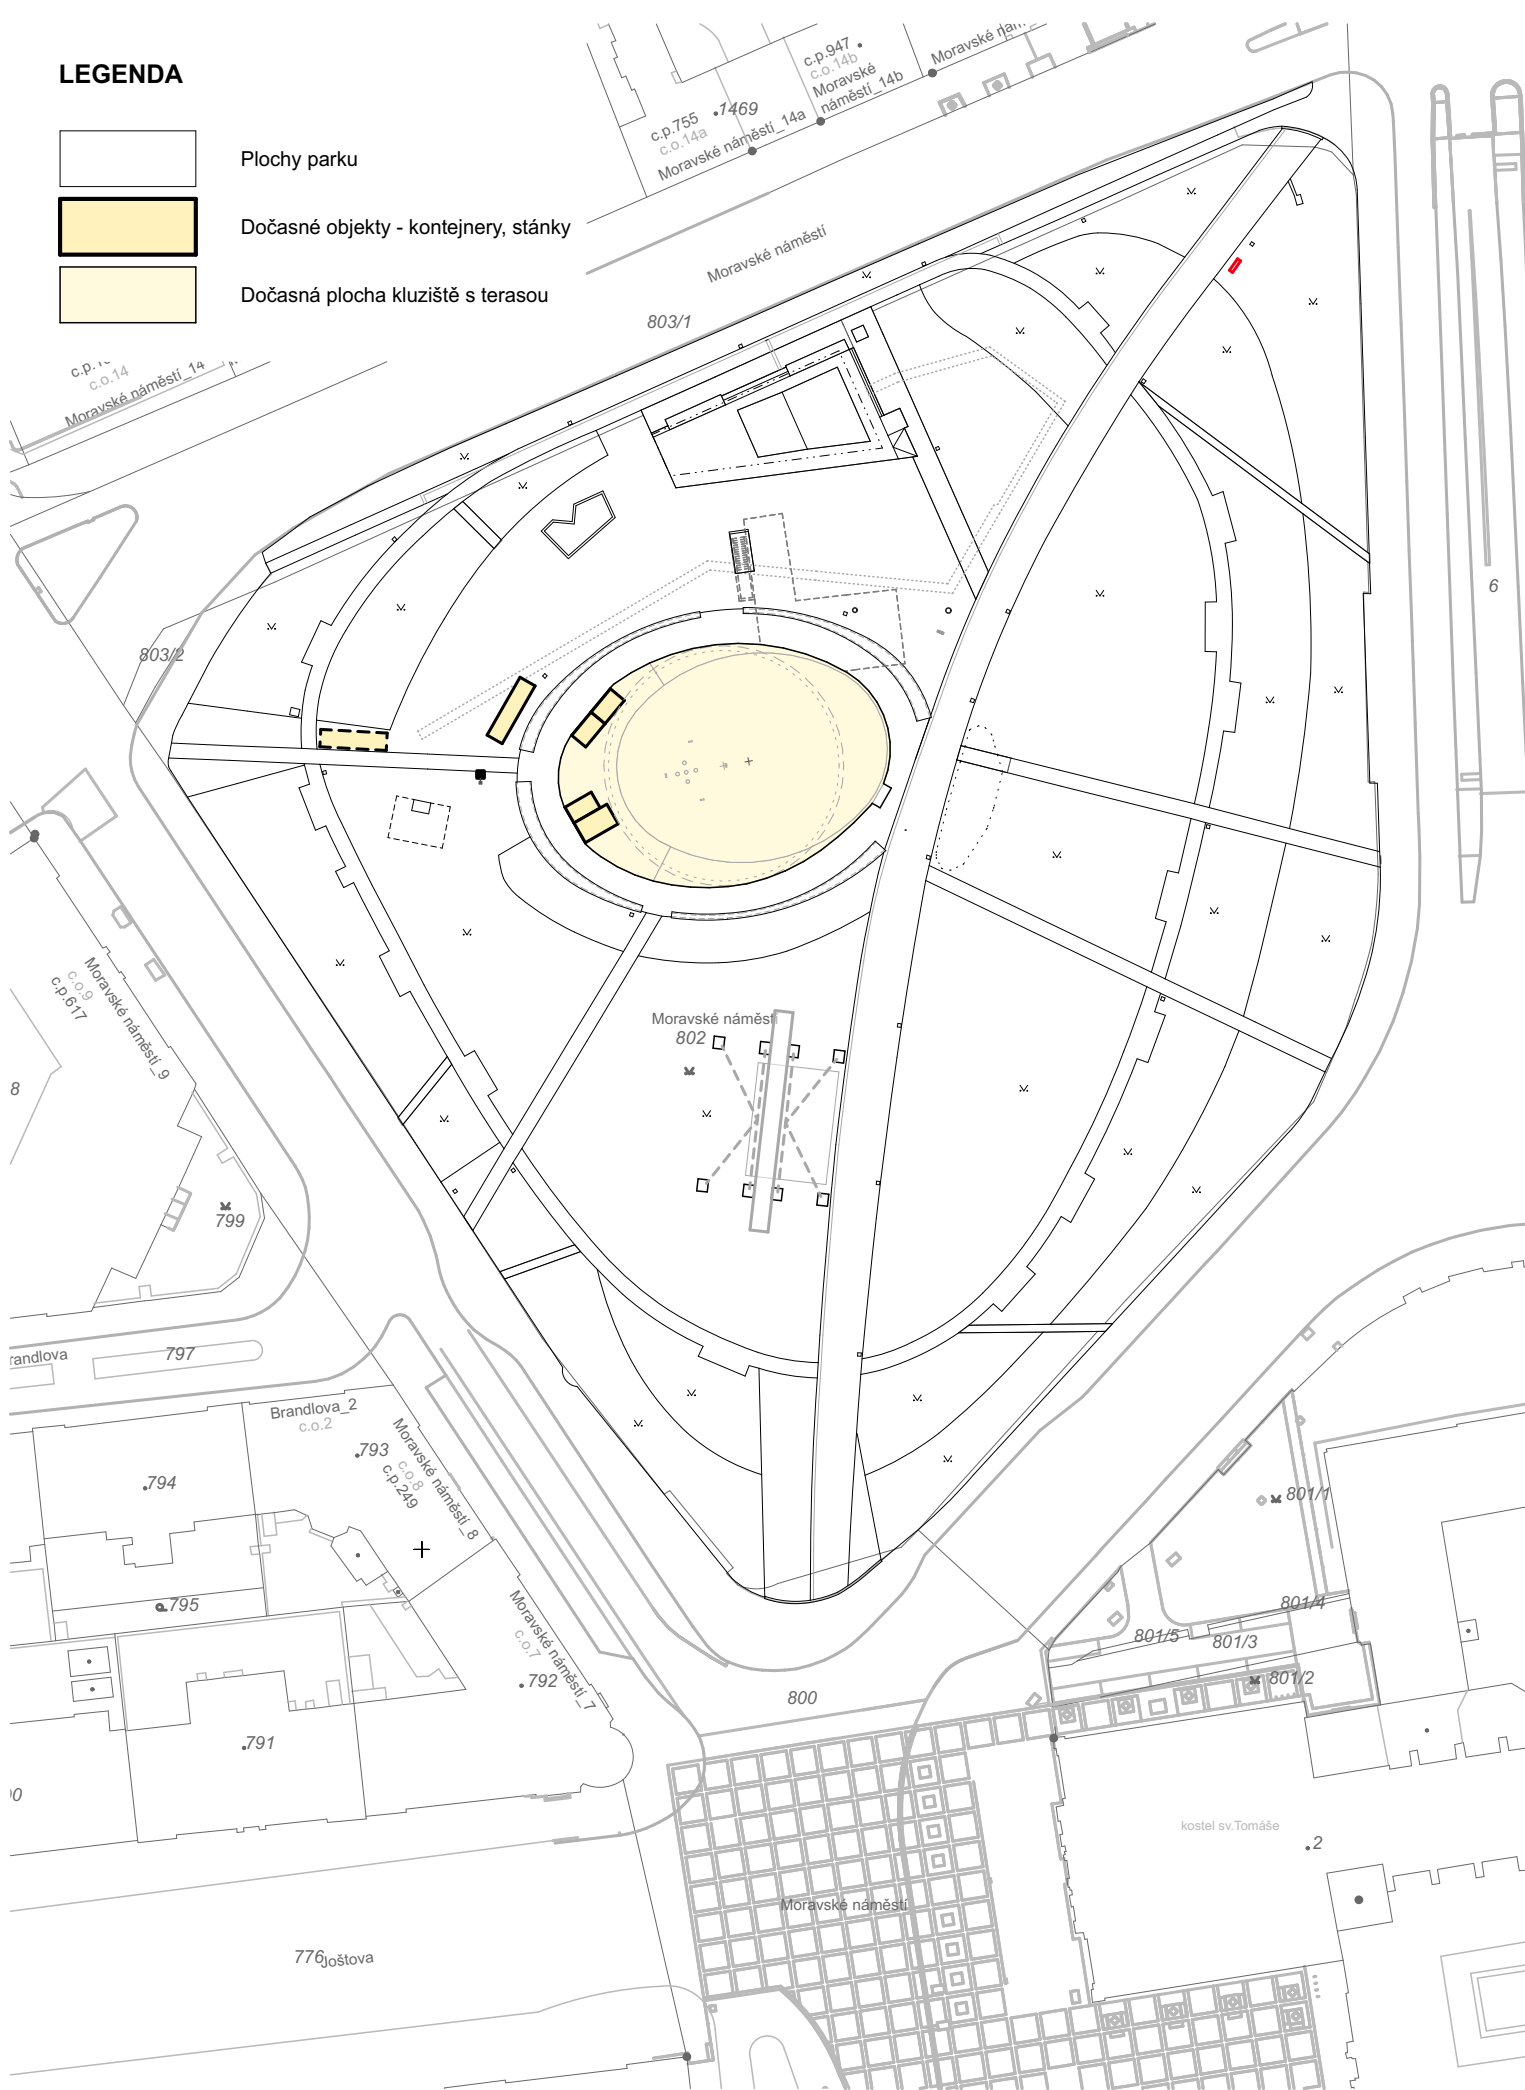 LEGENDA
Plochy parku
Dočasné objekty - kontejnery, stánky
Dočasná plocha kluziště s terasou
c.p.947
c.o.14b
Moravské
náměstí_14b
Moravské
c.p.755
c.o.14a
1469
Moravské náměstí_14a
Moravské náměstí
803/1
c.o.14
Moravské náměstí_14
6
803/2
Moravské náměstí_9
c.o.9
c.p.617
Moravské náměstí
802
8
799
797
Brandlova_2
c.o.2
793
Moravské náměstí_8
c.o.8
c.p.249
794
795
801/1
801/4
801/5
801/3
801/2
Moravské náměstí_7
c.o.7
792
800
791
kostel sv.Tomáše
2
Moravské náměstí
776
Joštova